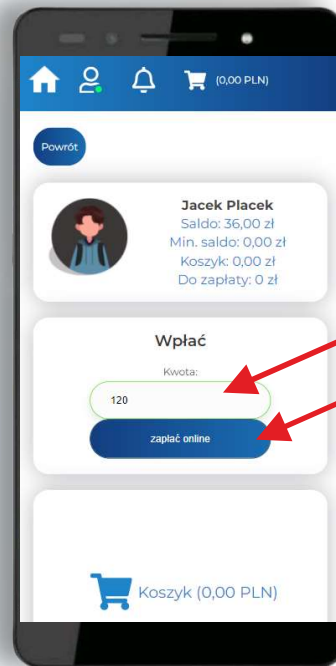 (0,00 PLN)
Powrót
Jacek Placek
Saldo: 36,00 zł
Min. saldo: 0,00 zł
Koszyk: 0,00 zł
Do zapłaty: 0 zł
Wpłać
Kwota:
120
zapłać online
Koszyk (0,00 PLN)